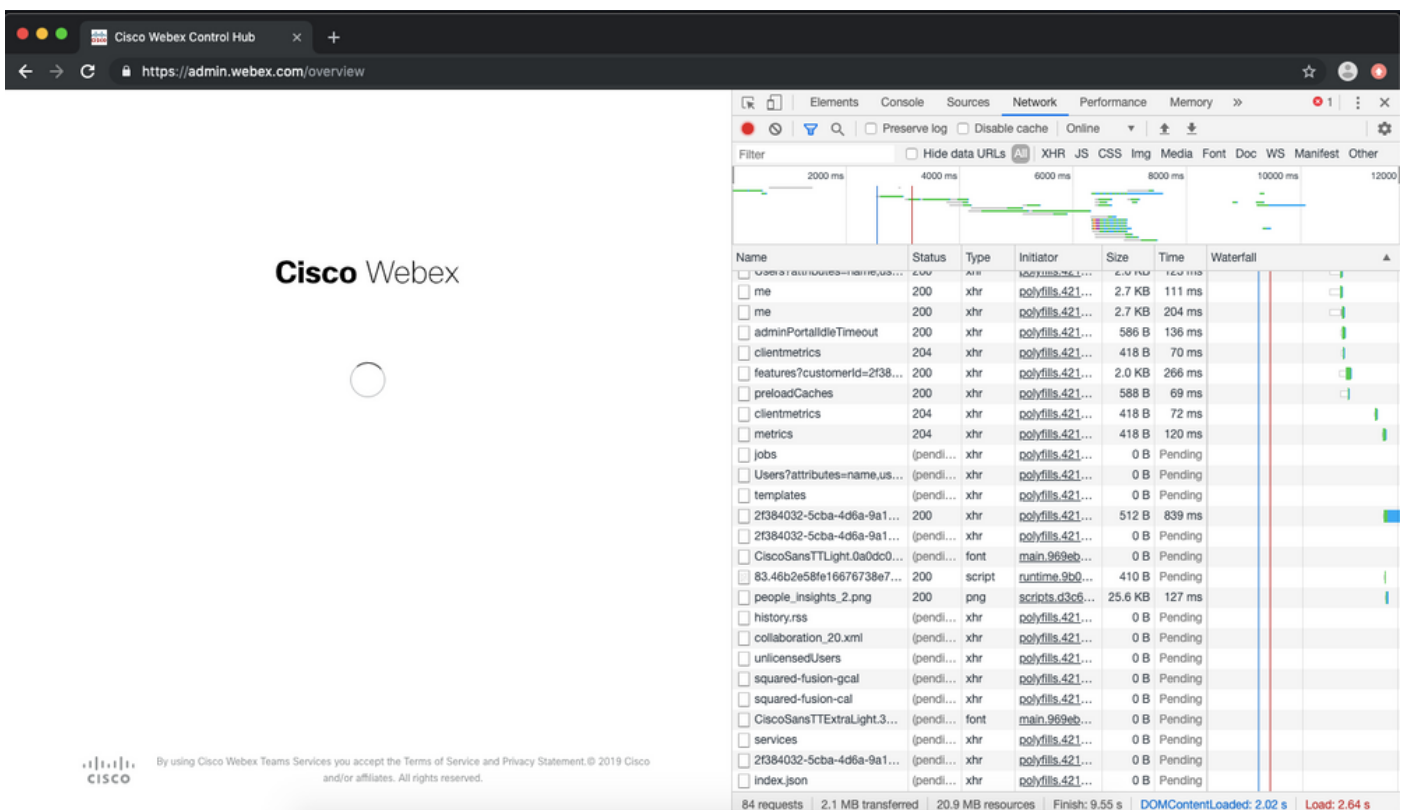 Cisco Webex Control Hub
https://admin.webex.com/overview
Cisco Webex
CISCO
By using Cisco Webex Teams Services you accept the Terms of Service and Privacy Statement.© 2019 Cisco
and/or affiliates. All rights reserved.
Elements Console Sources Network Performance Memory » 1
Preserve log Disable cache Online
Filter Hide data URLs All XHR JS CSS Img Media Font Doc WS Manifest Other
2000 ms 4000 ms 6000 ms 8000 ms 10000 ms 12000
Name Status Type Initiator Size Time Waterfall
Users?attributes=name,us... 200 xhr polyfills.421... 2.0 KB 123 ms
me 200 xhr polyfills.421... 2.7 KB 111 ms
me 200 xhr polyfills.421... 2.7 KB 204 ms
adminPortalIdleTimeout 200 xhr polyfills.421... 586 B 136 ms
clientmetrics 204 xhr polyfills.421... 418 B 70 ms
features?customerId=2f38... 200 xhr polyfills.421... 2.0 KB 266 ms
preloadCaches 200 xhr polyfills.421... 588 B 69 ms
clientmetrics 204 xhr polyfills.421... 418 B 72 ms
metrics 204 xhr polyfills.421... 418 B 120 ms
jobs (pendi... xhr polyfills.421... 0 B Pending
Users?attributes=name,us... (pendi... xhr polyfills.421... 0 B Pending
templates (pendi... xhr polyfills.421... 0 B Pending
2f384032-5cba-4d6a-9a1... 200 xhr polyfills.421... 512 B 839 ms
2f384032-5cba-4d6a-9a1... (pendi... xhr polyfills.421... 0 B Pending
CiscoSansTTLight.0a0dc0... (pendi... font main.969eb... 0 B Pending
83.46b2e58fe16676738e7... 200 script runtime.9b0... 410 B Pending
people_insights_2.png 200 png scripts.d3c6... 25.6 KB 127 ms
history.rss (pendi... xhr polyfills.421... 0 B Pending
collaboration_20.xml (pendi... xhr polyfills.421... 0 B Pending
unlicensedUsers (pendi... xhr polyfills.421... 0 B Pending
squared-fusion-gcal (pendi... xhr polyfills.421... 0 B Pending
squared-fusion-cal (pendi... xhr polyfills.421... 0 B Pending
CiscoSansTTExtraLight.3... (pendi... font main.969eb... 0 B Pending
services (pendi... xhr polyfills.421... 0 B Pending
2f384032-5cba-4d6a-9a1... (pendi... xhr polyfills.421... 0 B Pending
index.json (pendi... xhr polyfills.421... 0 B Pending
84 requests 2.1 MB transferred 20.9 MB resources Finish: 9.55 s DOMContentLoaded: 2.02 s Load: 2.64 s